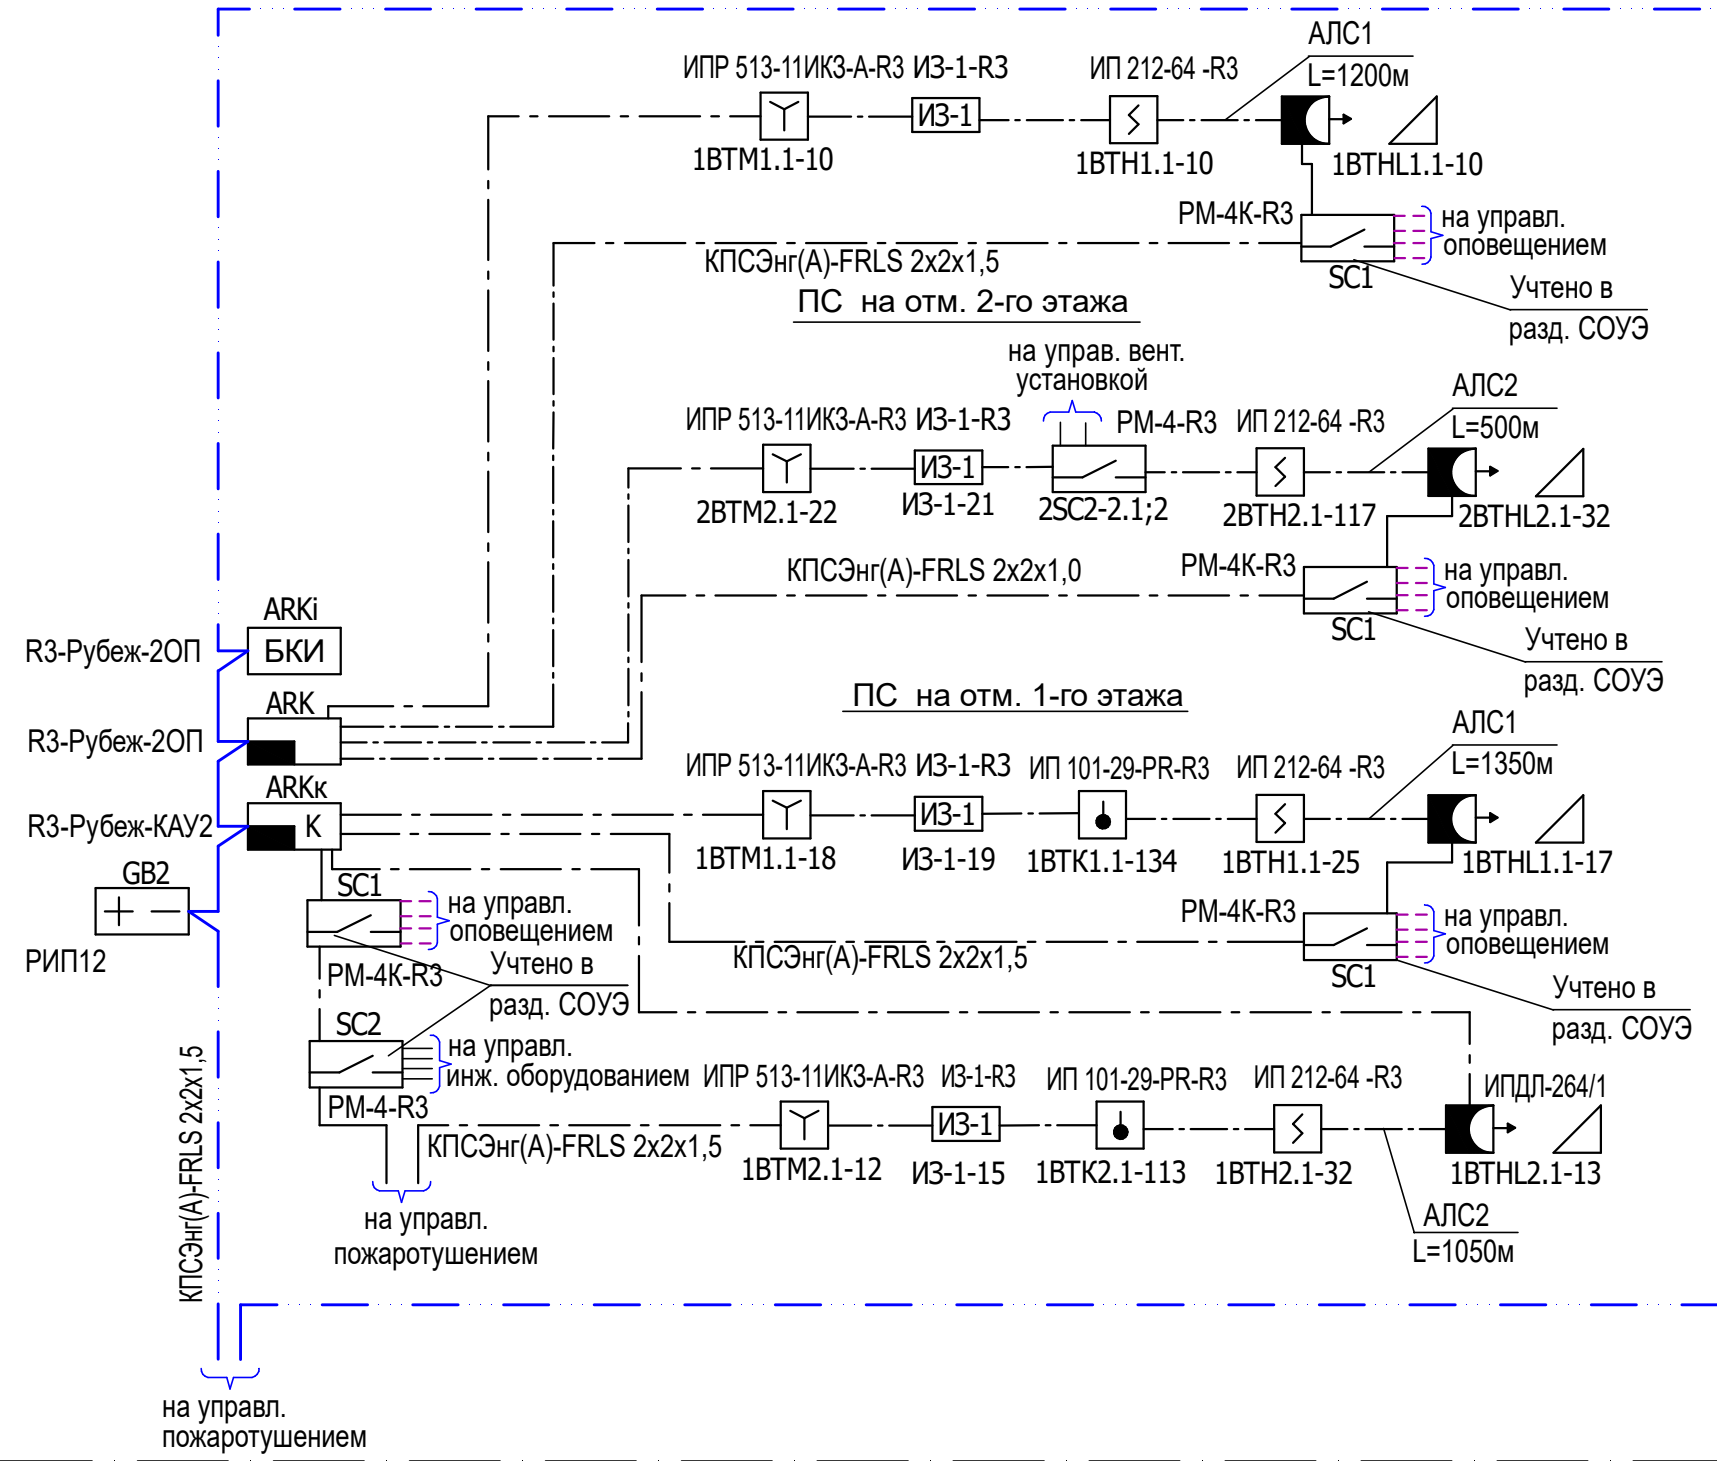 АЛС1
L=1200м
ИПР 513-11ИКЗ-А-R3 ИЗ-1-R3 ИП 212-64 -R3
ИЗ-1
1BTM1.1-10 1BTH1.1-10 1BTHL1.1-10
РМ-4К-R3
на управл.
оповещением
SC1
КПСЭнг(А)-FRLS 2х2х1,5
Учтено в
разд. СОУЭ
ПС на отм. 2-го этажа
на управ. вент.
установкой
АЛС2
L=500м
ИПР 513-11ИКЗ-А-R3 ИЗ-1-R3 РМ-4-R3 ИП 212-64 -R3
ИЗ-1
2BTM2.1-22 ИЗ-1-21 2SC2-2.1;2 2BTH2.1-117 2BTHL2.1-32
КПСЭнг(А)-FRLS 2х2х1,0
РМ-4К-R3
на управл.
оповещением
SC1
Учтено в
разд. СОУЭ
ARKi
R3-Рубеж-2ОП
БКИ
ARK
R3-Рубеж-2ОП
ARKк
R3-Рубеж-КАУ2
К
GB2
РИП12
ПС на отм. 1-го этажа
АЛС1
L=1350м
ИПР 513-11ИКЗ-А-R3 ИЗ-1-R3 ИП 101-29-PR-R3 ИП 212-64 -R3
ИЗ-1
1BTM1.1-18 ИЗ-1-19 1BTK1.1-134 1BTH1.1-25 1BTHL1.1-17
РМ-4К-R3
на управл.
оповещением
SC1
КПСЭнг(А)-FRLS 2х2х1,5
Учтено в
разд. СОУЭ
SC1
на управл.
оповещением
РМ-4К-R3
Учтено в
разд. СОУЭ
SC2
на управл.
инж. оборудованием
РМ-4-R3
ИПР 513-11ИКЗ-А-R3 ИЗ-1-R3 ИП 101-29-PR-R3 ИП 212-64 -R3 ИПДЛ-264/1
ИЗ-1
КПСЭнг(А)-FRLS 2х2х1,5
1BTM2.1-12 ИЗ-1-15 1BTK2.1-113 1BTH2.1-32 1BTHL2.1-13
АЛС2
L=1050м
на управл.
пожаротушением
КПСЭнг(А)-FRLS 2х2х1,5
на управл.
пожаротушением